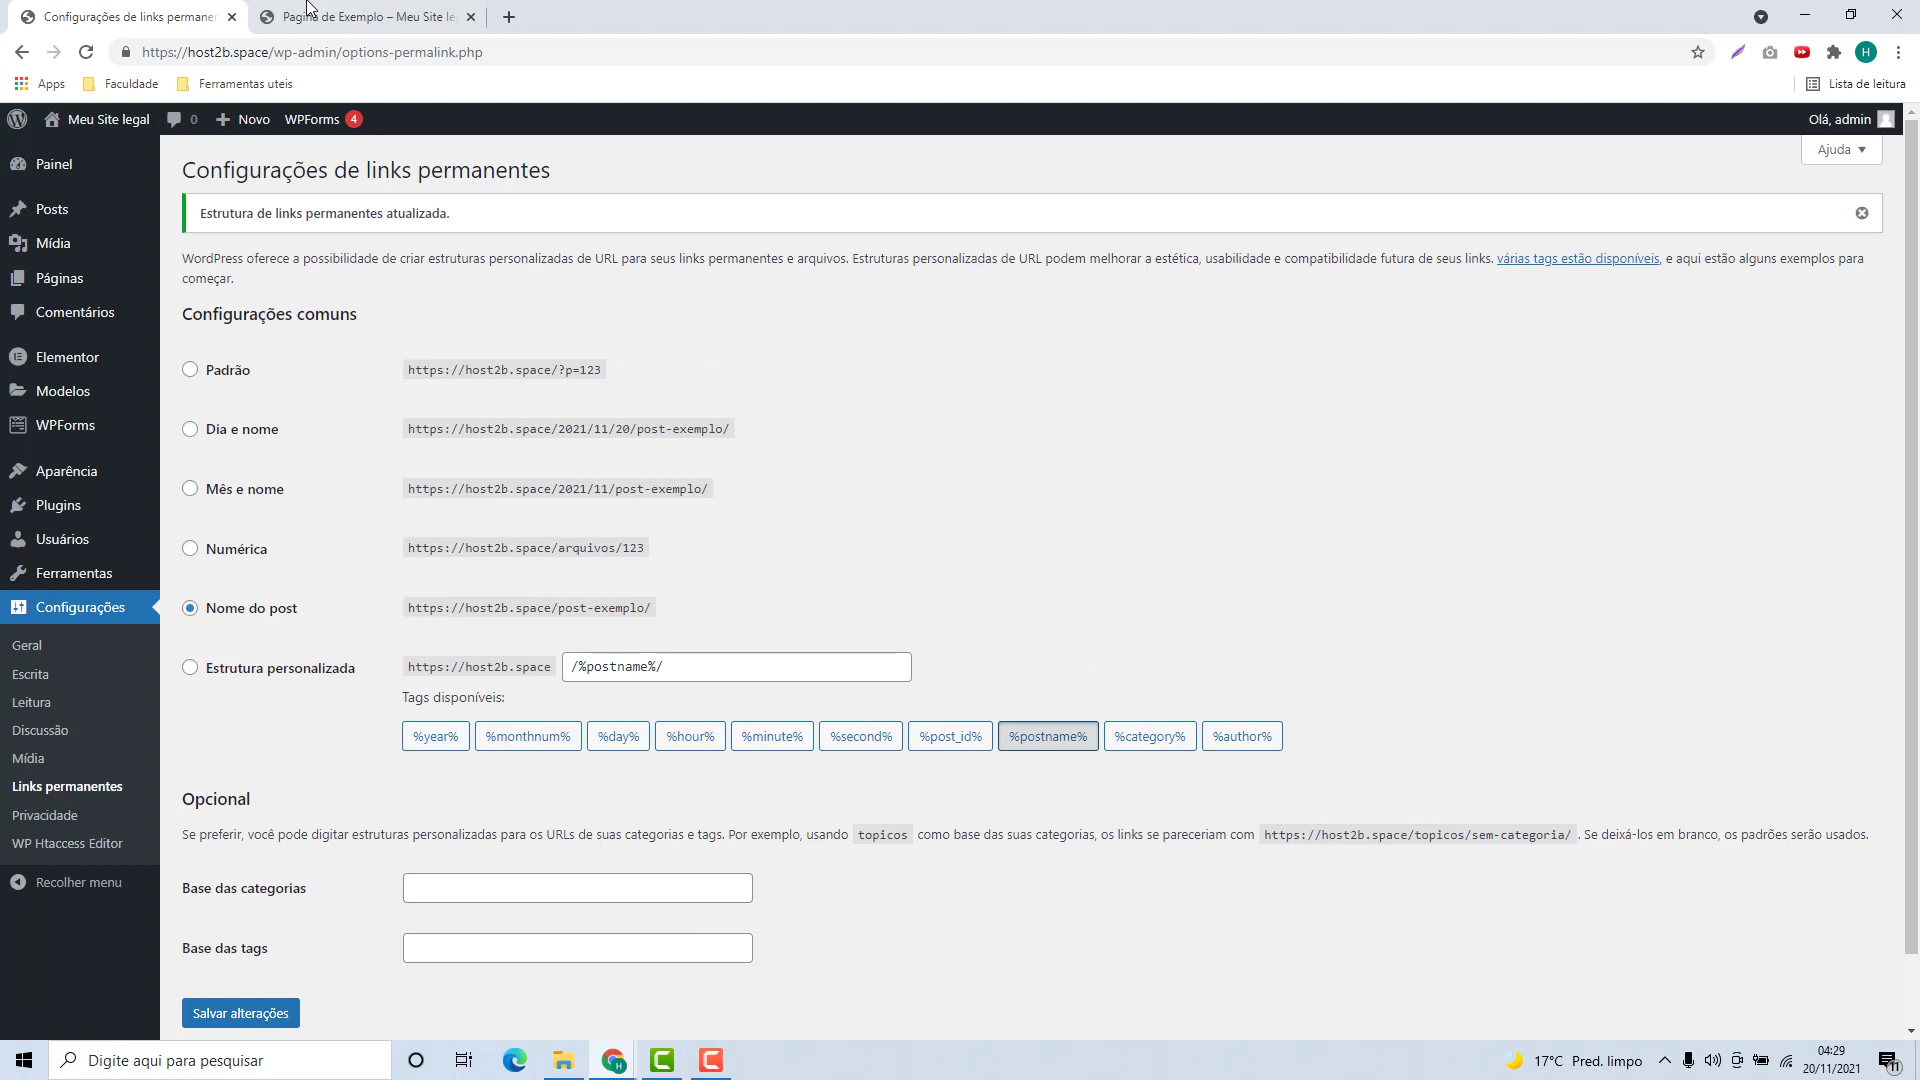 Configurações de links permanen
Pagina de Exemplo – Meu Site le
https://host2b.space/wp-admin/options-permalink.php
H
Apps
Faculdade
Ferramentas uteis
Lista de leitura
Meu Site legal
0
Novo
WPForms 4
Olá, admin
Ajuda
Painel
Posts
Mídia
Páginas
Comentários
Elementor
Modelos
WPForms
Aparência
Plugins
Usuários
Ferramentas
Configurações
Geral
Escrita
Leitura
Discussão
Mídia
Links permanentes
Privacidade
WP Htaccess Editor
Recolher menu
Configurações de links permanentes
Estrutura de links permanentes atualizada.
WordPress oferece a possibilidade de criar estruturas personalizadas de URL para seus links permanentes e arquivos. Estruturas personalizadas de URL podem melhorar a estética, usabilidade e compatibilidade futura de seus links. várias tags estão disponíveis, e aqui estão alguns exemplos para
começar.
Configurações comuns
Padrão https://host2b.space/?p=123
Dia e nome https://host2b.space/2021/11/20/post-exemplo/
Mês e nome https://host2b.space/2021/11/post-exemplo/
Numérica https://host2b.space/arquivos/123
Nome do post https://host2b.space/post-exemplo/
Estrutura personalizada https://host2b.space /%postname%/
Tags disponíveis:
%year% %monthnum% %day% %hour% %minute% %second% %post_id% %postname% %category% %author%
Opcional
Se preferir, você pode digitar estruturas personalizadas para os URLs de suas categorias e tags. Por exemplo, usando topicos como base das suas categorias, os links se pareceriam com https://host2b.space/topicos/sem-categoria/ . Se deixá-los em branco, os padrões serão usados.
Base das categorias
Base das tags
Salvar alterações
Digite aqui para pesquisar
H
17°C Pred. limpo
04:29
20/11/2021
11